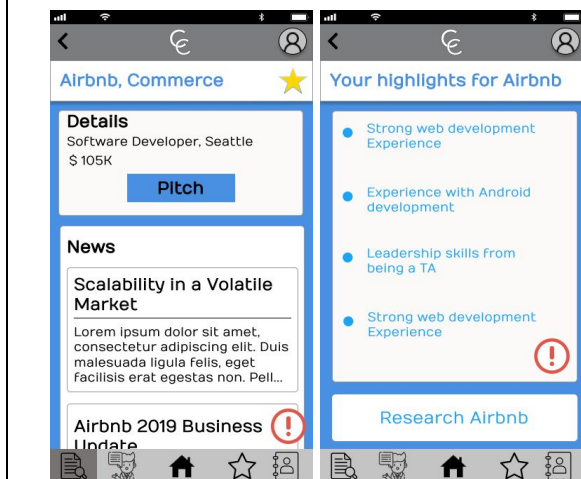 Airbnb, Commerce
Details
Software Developer, Seattle
$ 105K
Pitch
News
Scalability in a Volatile
Market
Lorem ipsum dolor sit amet,
consectetur adipiscing elit. Duis
malesuada ligula felis, eget
facilisis erat egestas non. Pell...
Airbnb 2019 Business
Update
!
Your highlights for Airbnb
Strong web development
Experience
Experience with Android
development
Leadership skills from
being a TA
Strong web development
Experience
!
Research Airbnb